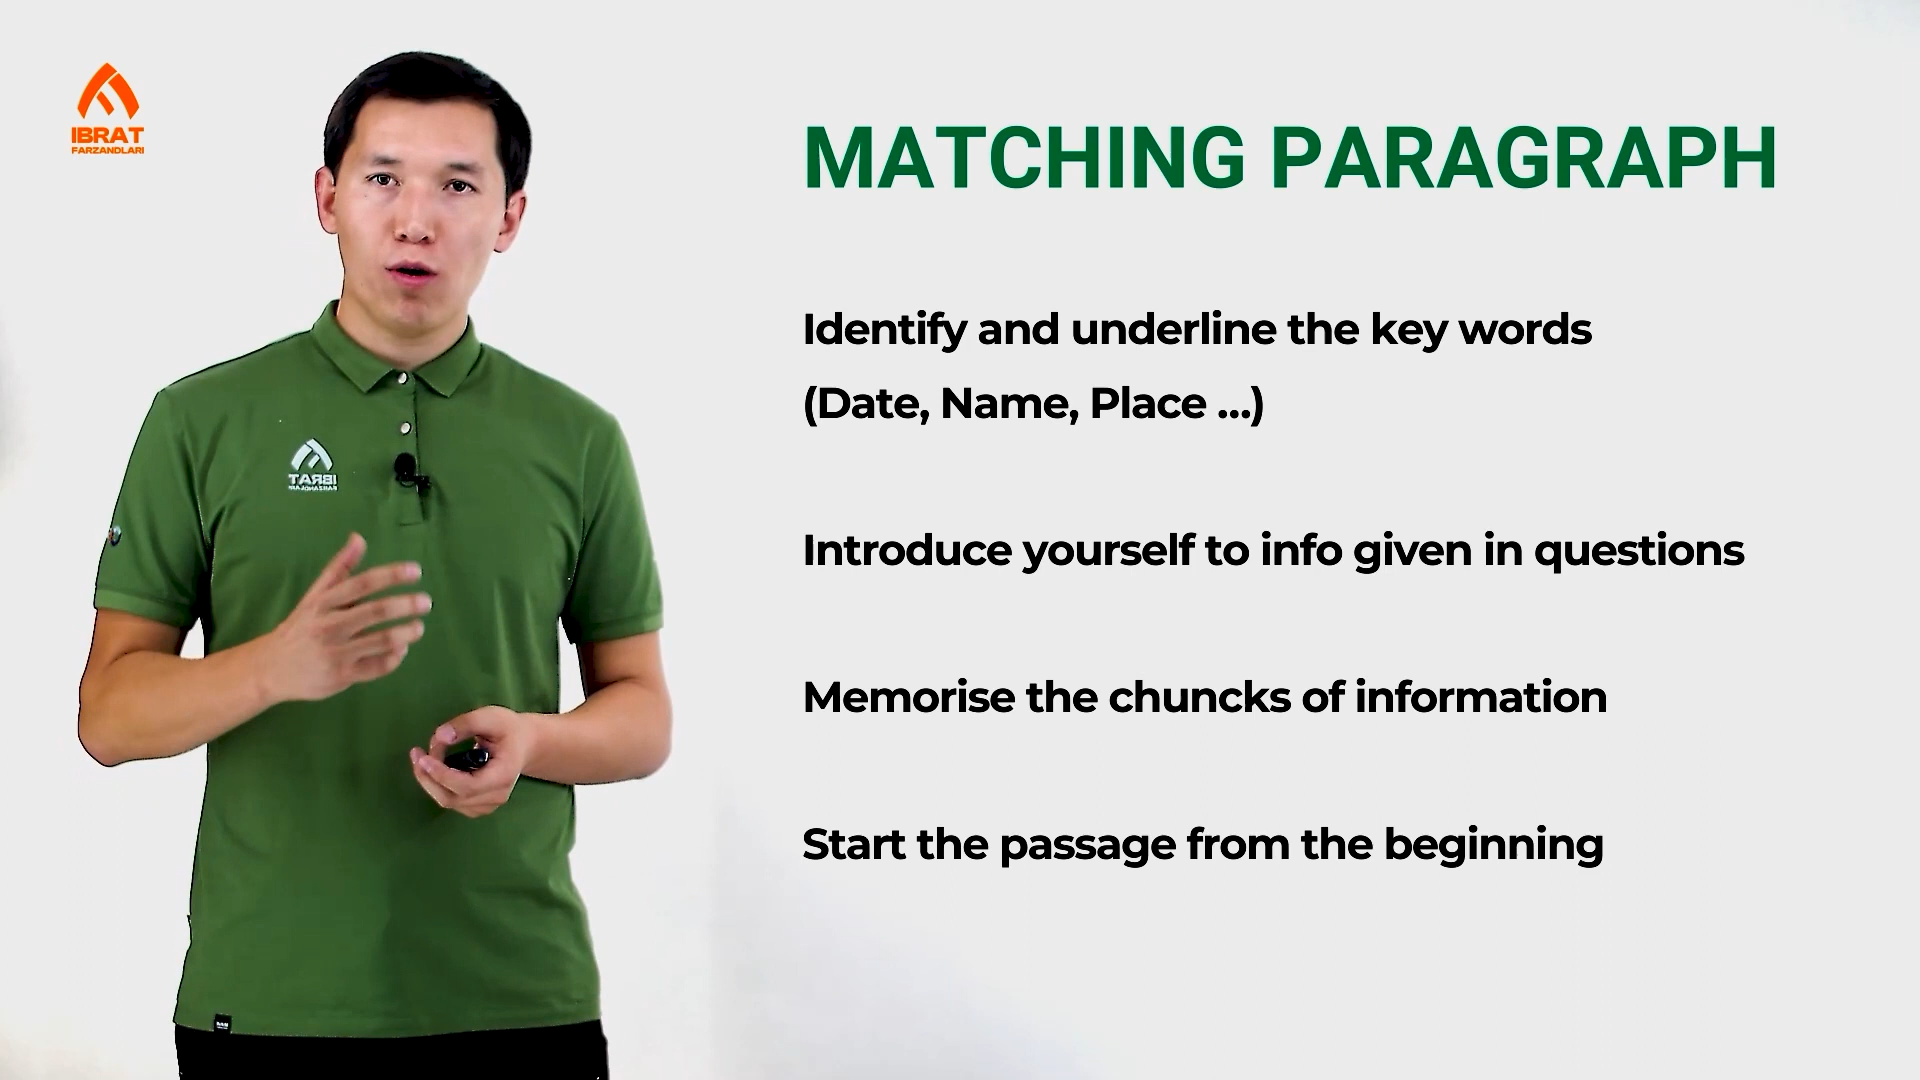 IBRAT
FARZANDLARI
MATCHING PARAGRAPH
Identify and underline the key words
(Date, Name, Place ...)
IBRAT
FARZANDLARI
Introduce yourself to info given in questions
Memorise the chuncks of information
Start the passage from the beginning